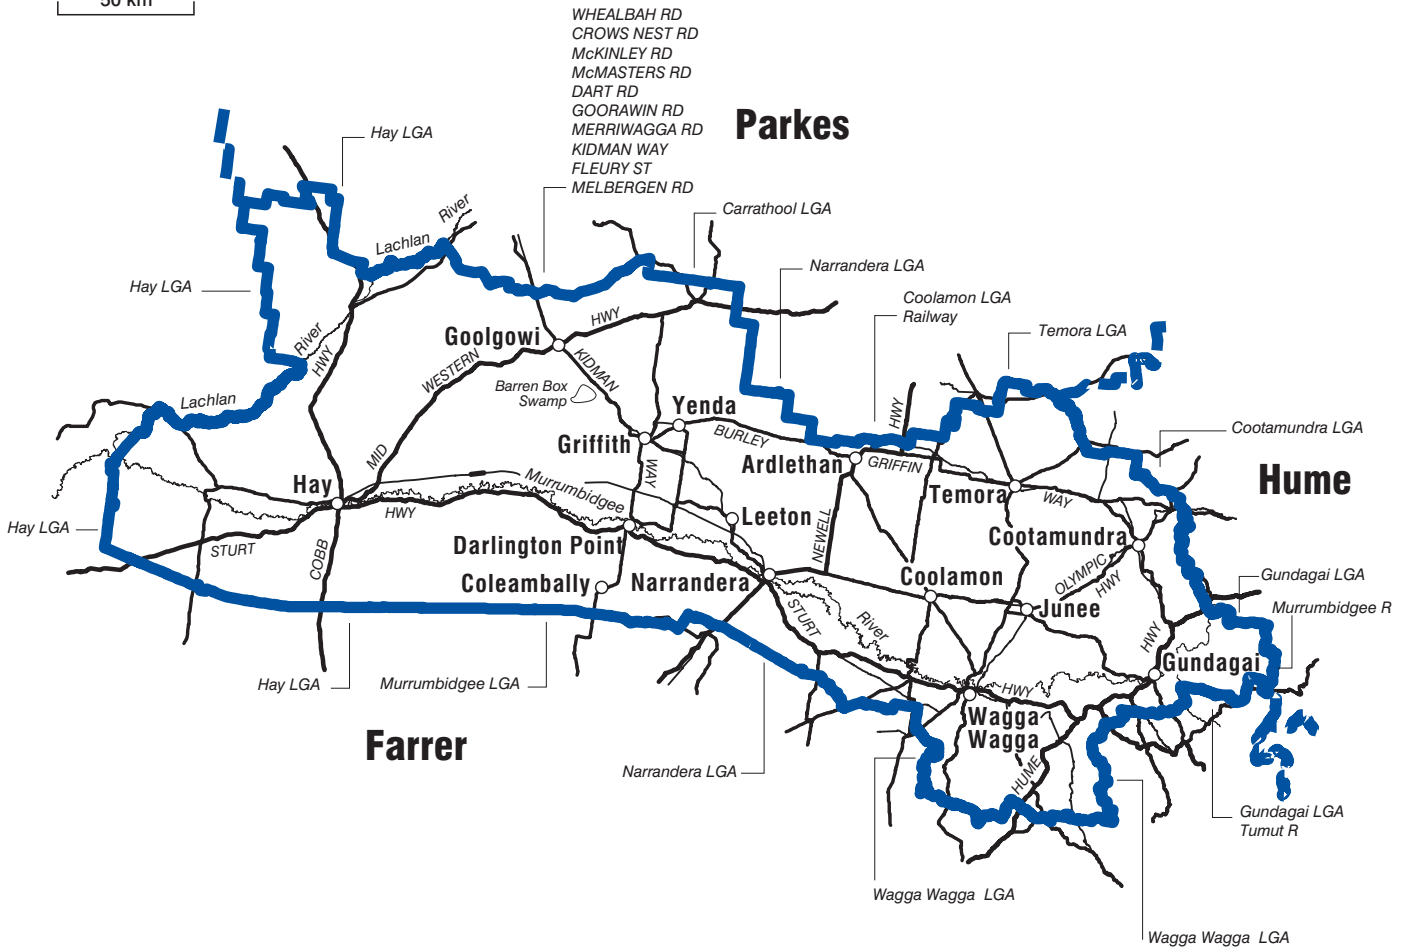 50 km
WHEALBAH RD
CROWS NEST RD
McKINLEY RD
McMASTERS RD
DART RD
GOORAWIN RD
MERRIWAGGA RD
KIDMAN WAY
FLEURY ST
MELBERGEN RD
Parkes
Hay LGA
Carrathool LGA
River
Lachlan
Narrandera LGA
Hay LGA
Coolamon LGA
Railway
Temora LGA
River
HWY
HWY
Goolgowi
WESTERN
KIDMAN
Barren Box
Swamp
Lachlan
Yenda
HWY
BURLEY
Cootamundra LGA
Griffith
MID
WAY
Ardlethan
GRIFFIN
Hume
Hay
HWY
Murrumbidgee
Temora
WAY
Leeton
Hay LGA
STURT
COBB
Darlington Point
NEWELL
Cootamundra
Coleambally
Narrandera
Coolamon
OLYMPIC
HWY
Gundagai LGA
Junee
Murrumbidgee R
STURT
River
HWY
Gundagai
Hay LGA
Murrumbidgee LGA
HWY
Wagga
Wagga
Farrer
Narrandera LGA
HUME
Gundagai LGA
Tumut R
Wagga Wagga LGA
Wagga Wagga LGA